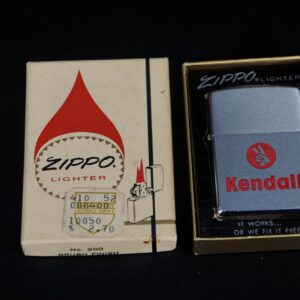 ZIPPO
LIGHTER
410 52
000400
10050
$ 2.70
No. 200
BRUSH FINISH
ZIPPO LIGHTER
Kendall
IT WORKS...
OR WE FIX IT FREE